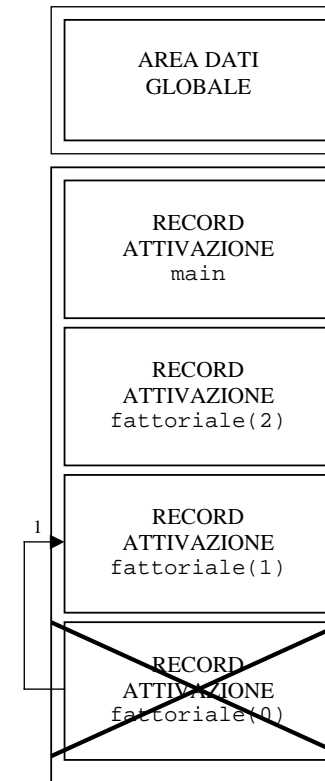 AREA DATI
GLOBALE
RECORD
ATTIVAZIONE
main
RECORD
ATTIVAZIONE
fattoriale(2)
1
RECORD
ATTIVAZIONE
fattoriale(1)
RECORD
ATTIVAZIONE
fattoriale(0)